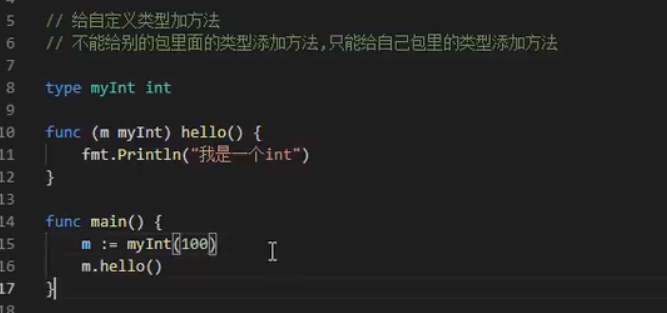 5 // 给自定义类型加方法
6 // 不能给别的包里面的类型添加方法,只能给自己包里的类型添加方法
7
8 type myInt int
9
10 func (m myInt) hello() {
11 fmt.Println("我是一个int")
12 }
13
14 func main() {
15 m := myInt(100)
16 m.hello()
17 }
18